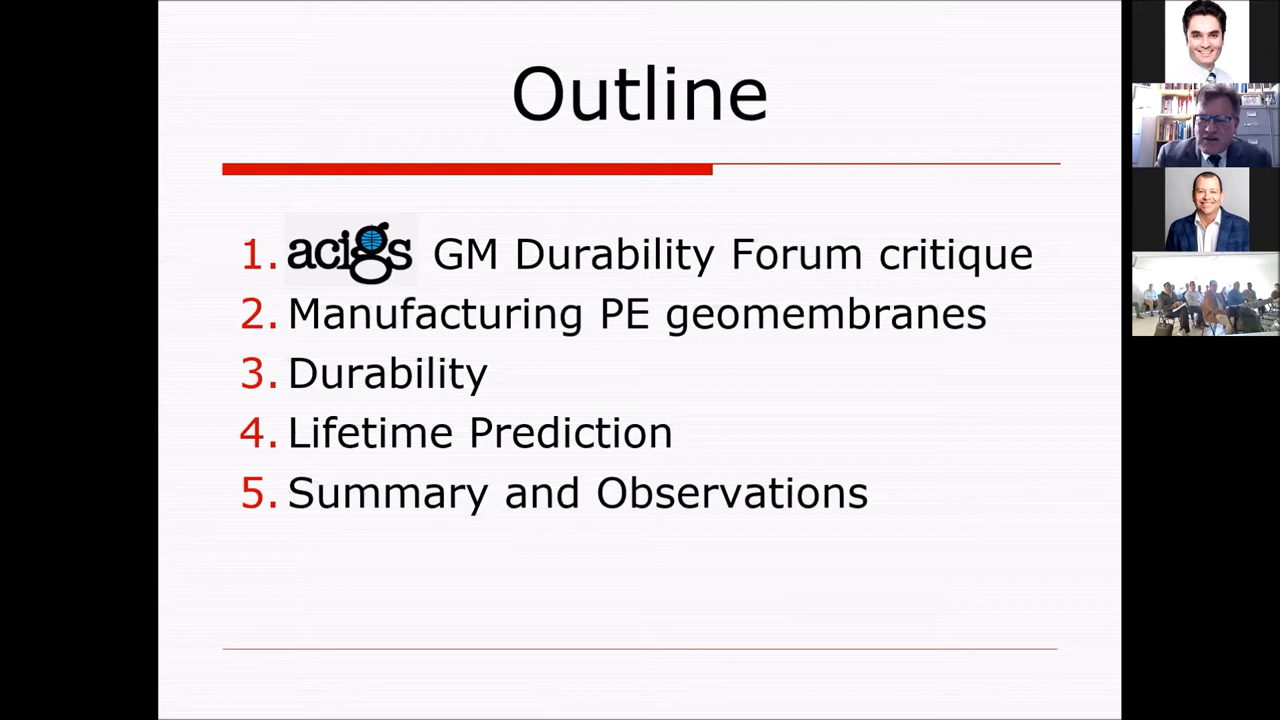 Outline
1. acigs GM Durability Forum critique
2. Manufacturing PE geomembranes
3. Durability
4. Lifetime Prediction
5. Summary and Observations